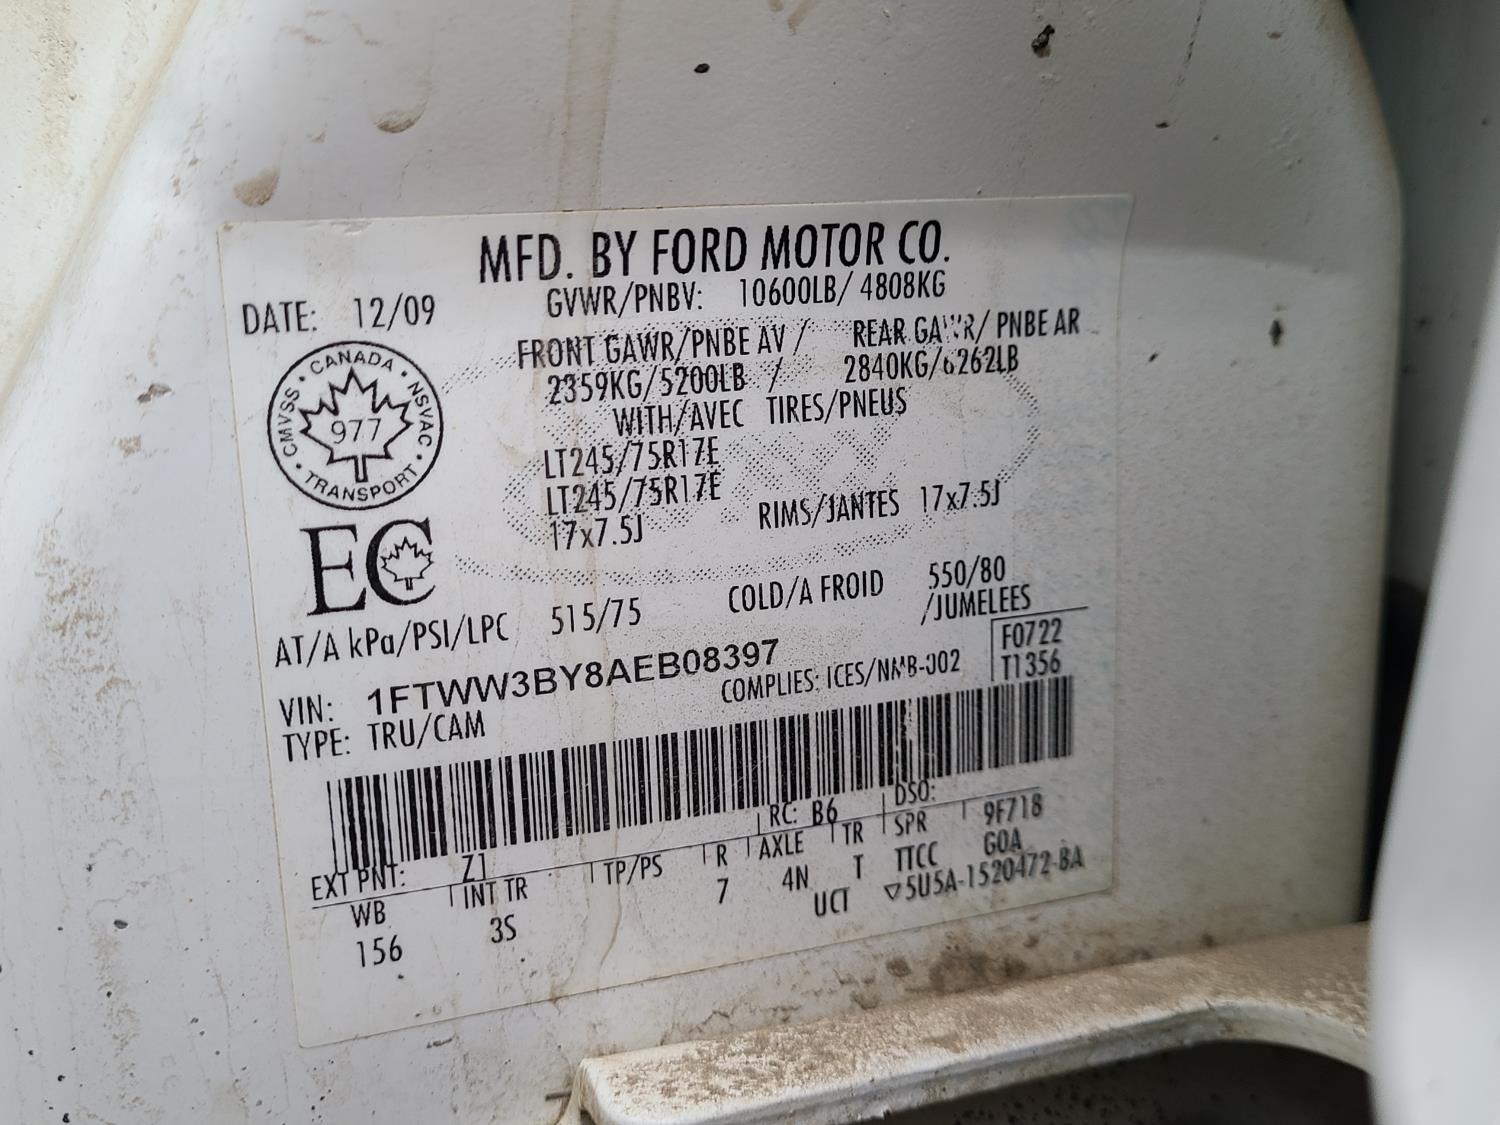 MFD. BY FORD MOTOR CO.
DATE: 12/09
GVWR/PNBV: 10600LB/ 4808KG
FRONT GAWR/PNBE AV / REAR GAWR/ PNBE AR
2359KG/5200LB / 2840KG/6262LB
WITH/AVEC TIRES/PNEUS
LT245/75R17E
LT245/75R17E
17x7.5J RIMS/JANTES 17x7.5J
CANADA · NSVAC · TRANSPORT · CMVSS ·
977
EC
AT/A kPa/PSI/LPC 515/75 COLD/A FROID 550/80
/JUMELEES
VIN: 1FTWW3BY8AEB08397
F0722
T1356
TYPE: TRU/CAM COMPLIES: ICES/NMB-002
EXT PNT: Z1 RC: B6 DSO:
WB INT TR TP/PS R AXLE TR SPR 9F718
156 3S 7 4N T TTCC GOA
UCT ▽5U5A-1520472-BA